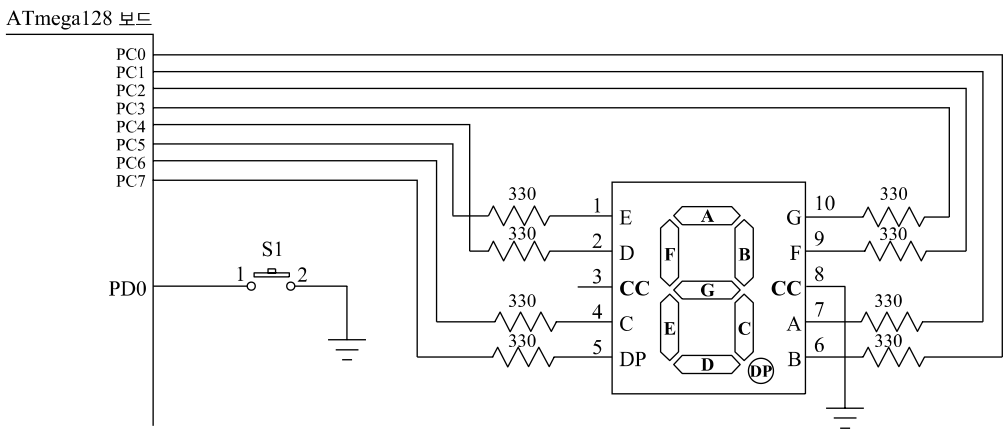 ATmega128 보드
PC0
PC1
PC2
PC3
PC4
PC5
PC6
PC7
330 330
1 E A G 10
330 330
2 D F B F 9
S1
PD0 1 2
3 CC G CC 8
330 330
4 C E C A 7
330 330
5 DP D DP B 6